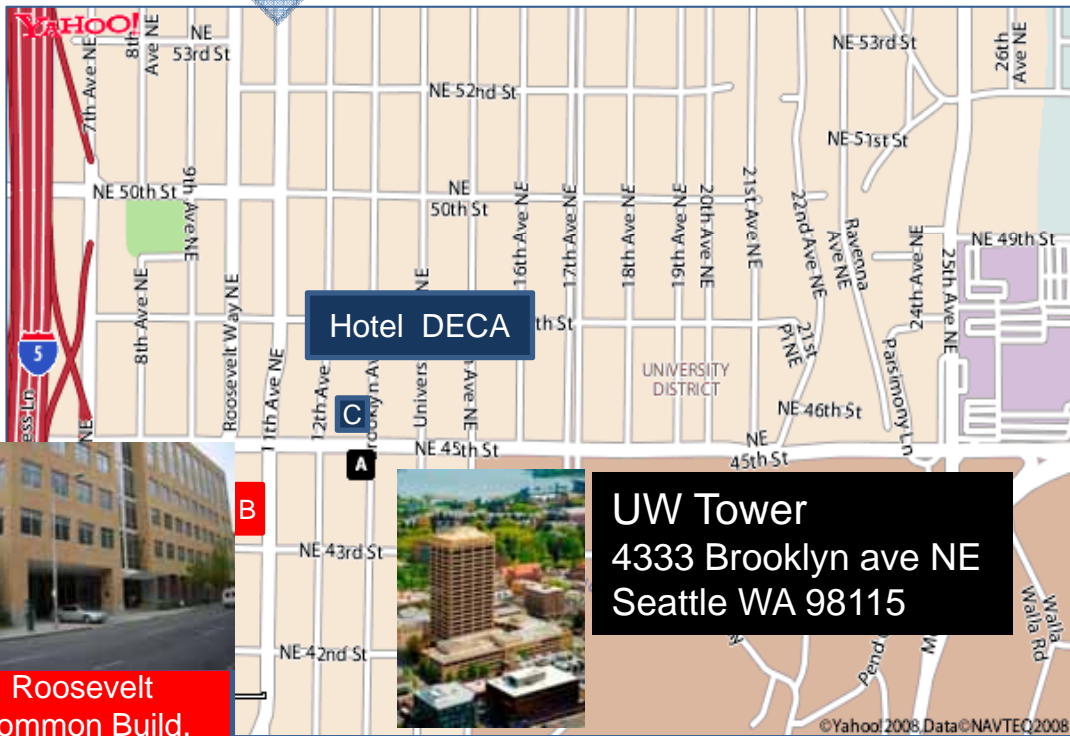 YAHOO!
8th
Ave NE
NE
53rd St
NE 53rd St
26th
Ave NE
7th Ave NE
NE 52nd St
NE 51st St
NE 50th St
9th Ave NE
NE
50th St
16th Ave NE
17th Ave NE
18th Ave NE
19th Ave NE
20th Ave NE
21st Ave NE
22nd Ave NE
Ravenna
Ave NE
24th Ave NE
25th Ave NE
NE 49th St
8th Ave NE
Roosevelt Way NE
11th Ave NE
12th Ave
NE
Hotel DECA
th St
5
21st
Pl NE
Parsimony Ln
UNIVERSITY
DISTRICT
ess Ln
NE
C
rooklyn Av
Univers
Ave NE
NE 46th St
NE 45th St
NE
45th St
A
B
UW Tower
4333 Brooklyn ave NE
Seattle WA 98115
NE 43rd St
NE 42nd St
Walla
Walla Rd
Pend
M
Roosevelt
ommon Build.
©Yahoo!2008,Data©NAVTEQ2008